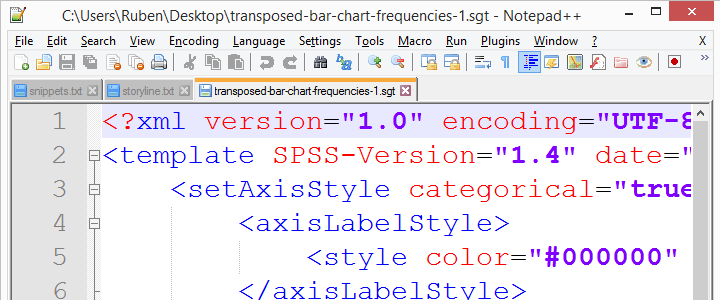 C:\Users\Ruben\Desktop\transposed-bar-chart-frequencies-1.sgt - Notepad++
File Edit Search View Encoding Language Settings Tools Macro Run Window ?
snippets.txt storyline.txt transposed-bar-chart-frequencies-1.sgt
1 <?xml version="1.0" encoding="UTF-8
2 <template SPSS-Version="1.4" date="
3 <setAxisStyle categorical="true
4 <axisLabelStyle>
5 <style color="#000000"
6 </axisLabelStyle>